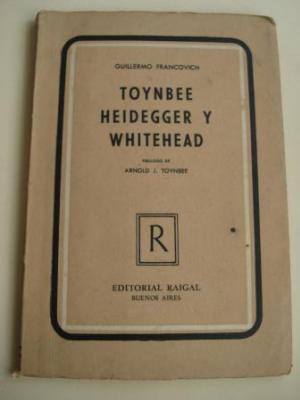 GUILLERMO FRANCOVICH
TOYNBEE
HEIDEGGER Y
WHITEHEAD
PROLOGO DE
ARNOLD J. TOYNBEE
R
EDITORIAL RAIGAL
BUENOS AIRES